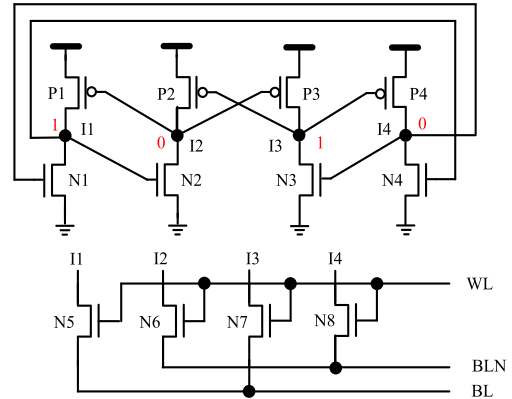 P1 P2 P3 P4
1 I1 0 I2 I3 1 I4 0
N1 N2 N3 N4
I1 I2 I3 I4
WL
N5 N6 N7 N8
BLN
BL